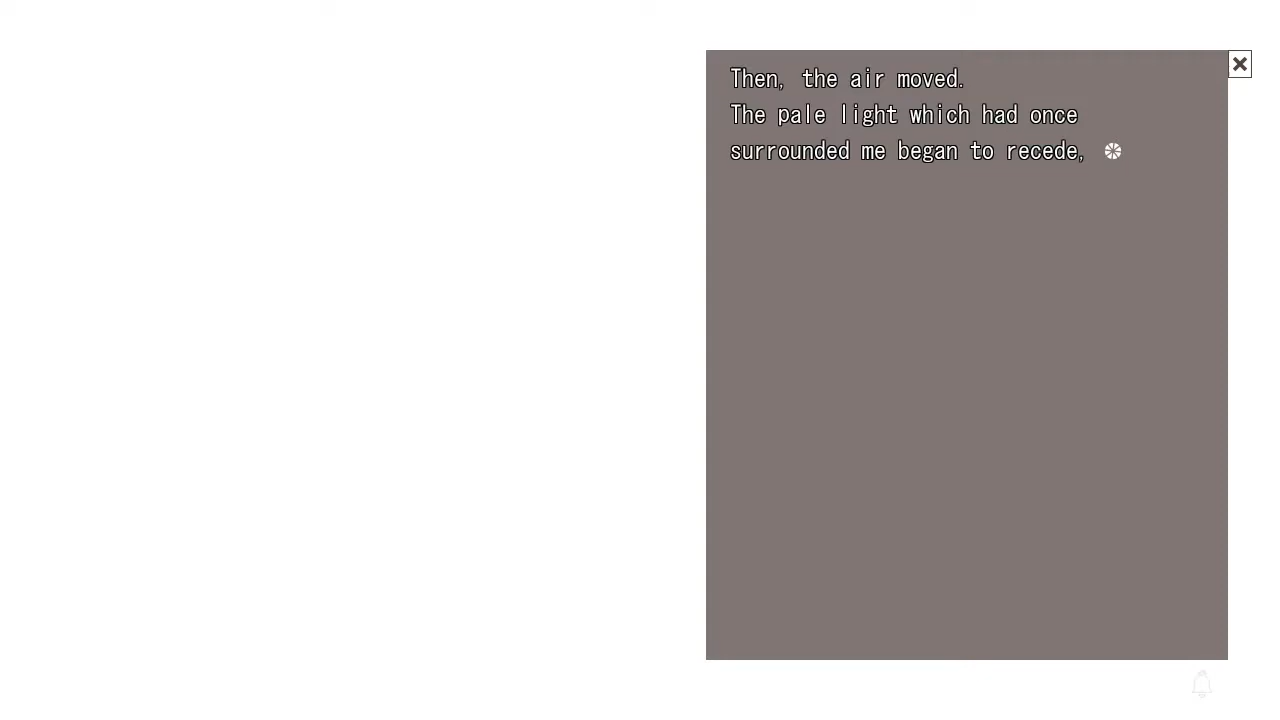 Then, the air moved.
The pale light which had once
surrounded me began to recede,